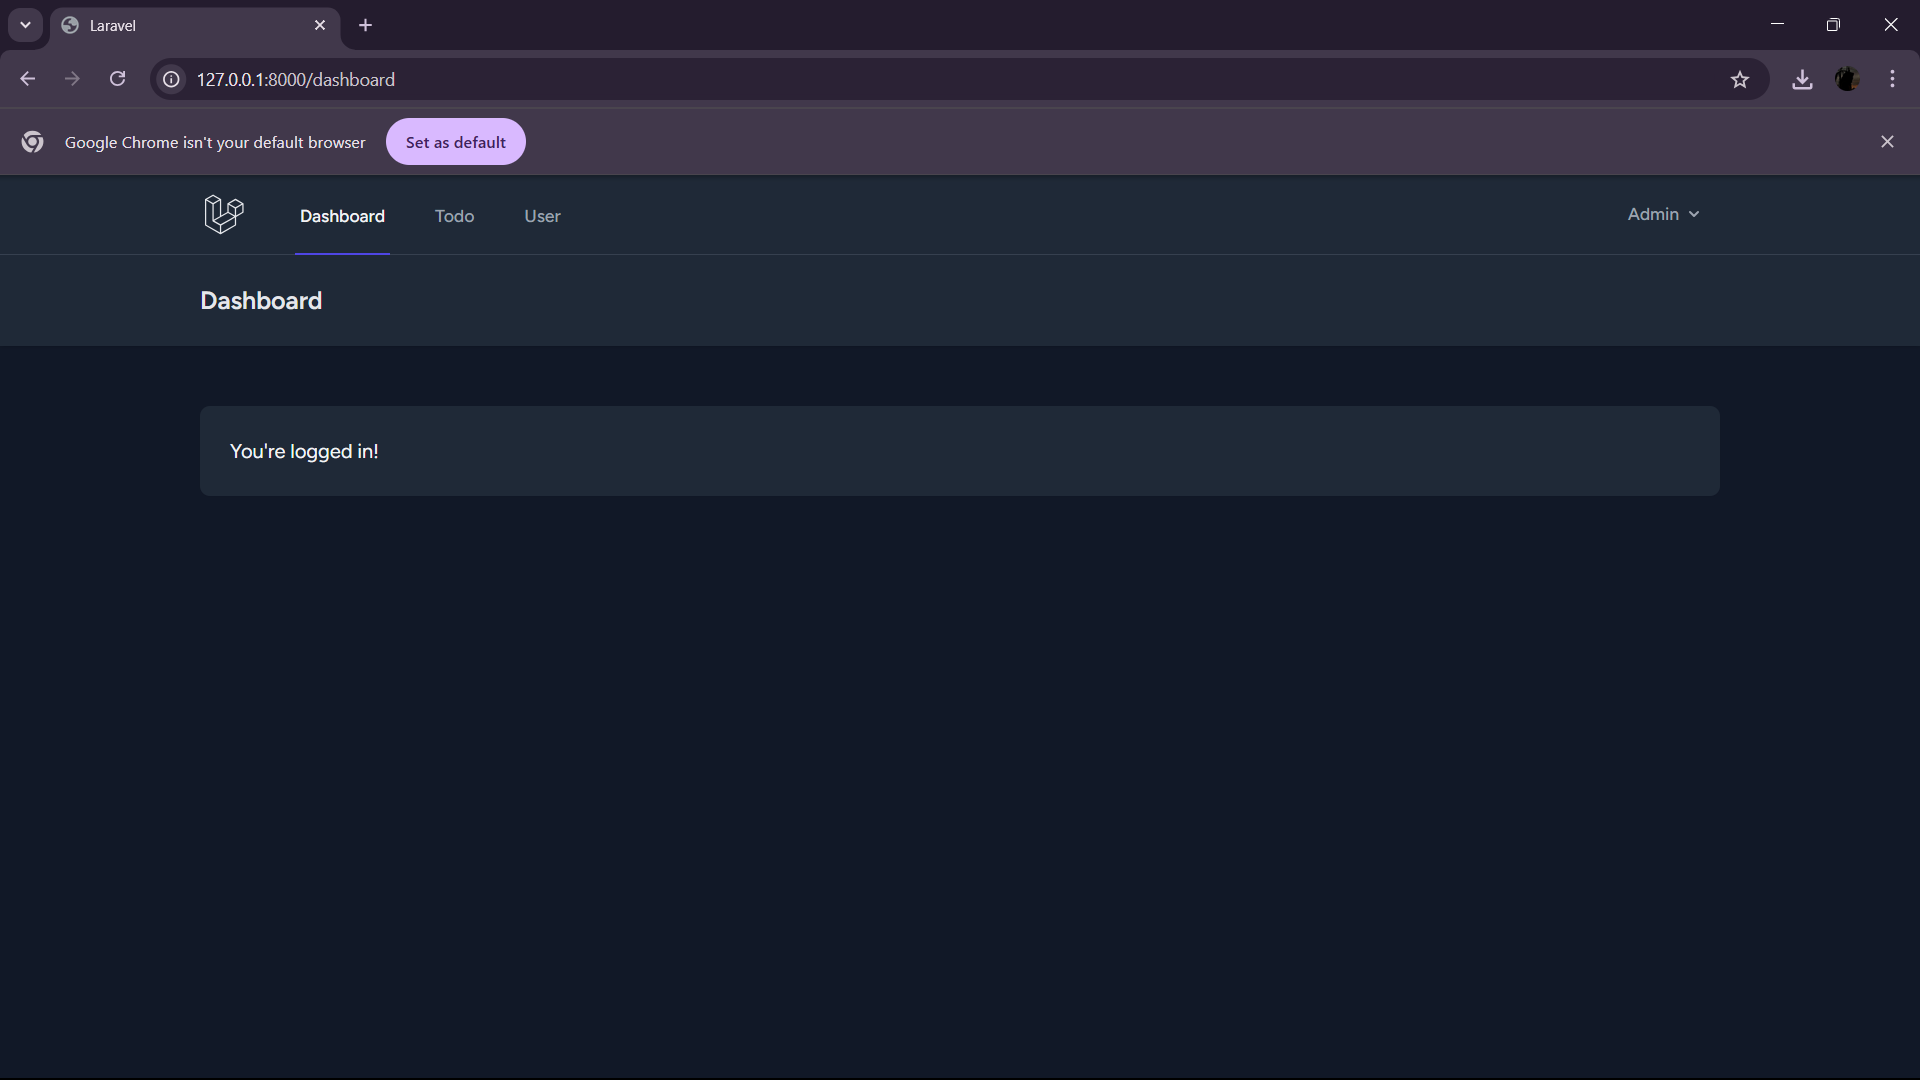 Laravel
127.0.0.1:8000/dashboard
Google Chrome isn't your default browser Set as default
Dashboard Todo User Admin
Dashboard
You're logged in!